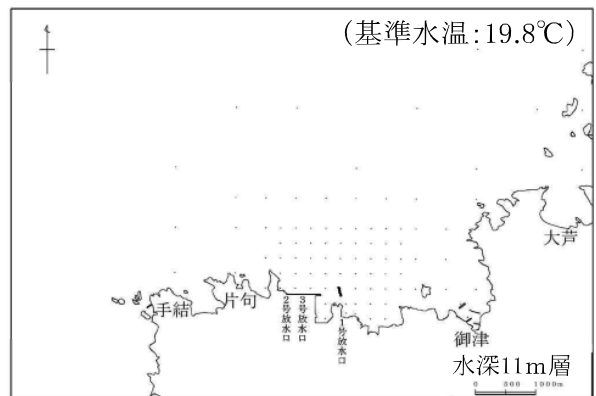 (基準水温:19.8℃)
大芦
片句
手結
2号放水口
3号放水口
1号放水口
御津
水深11m層
0 500 1000m